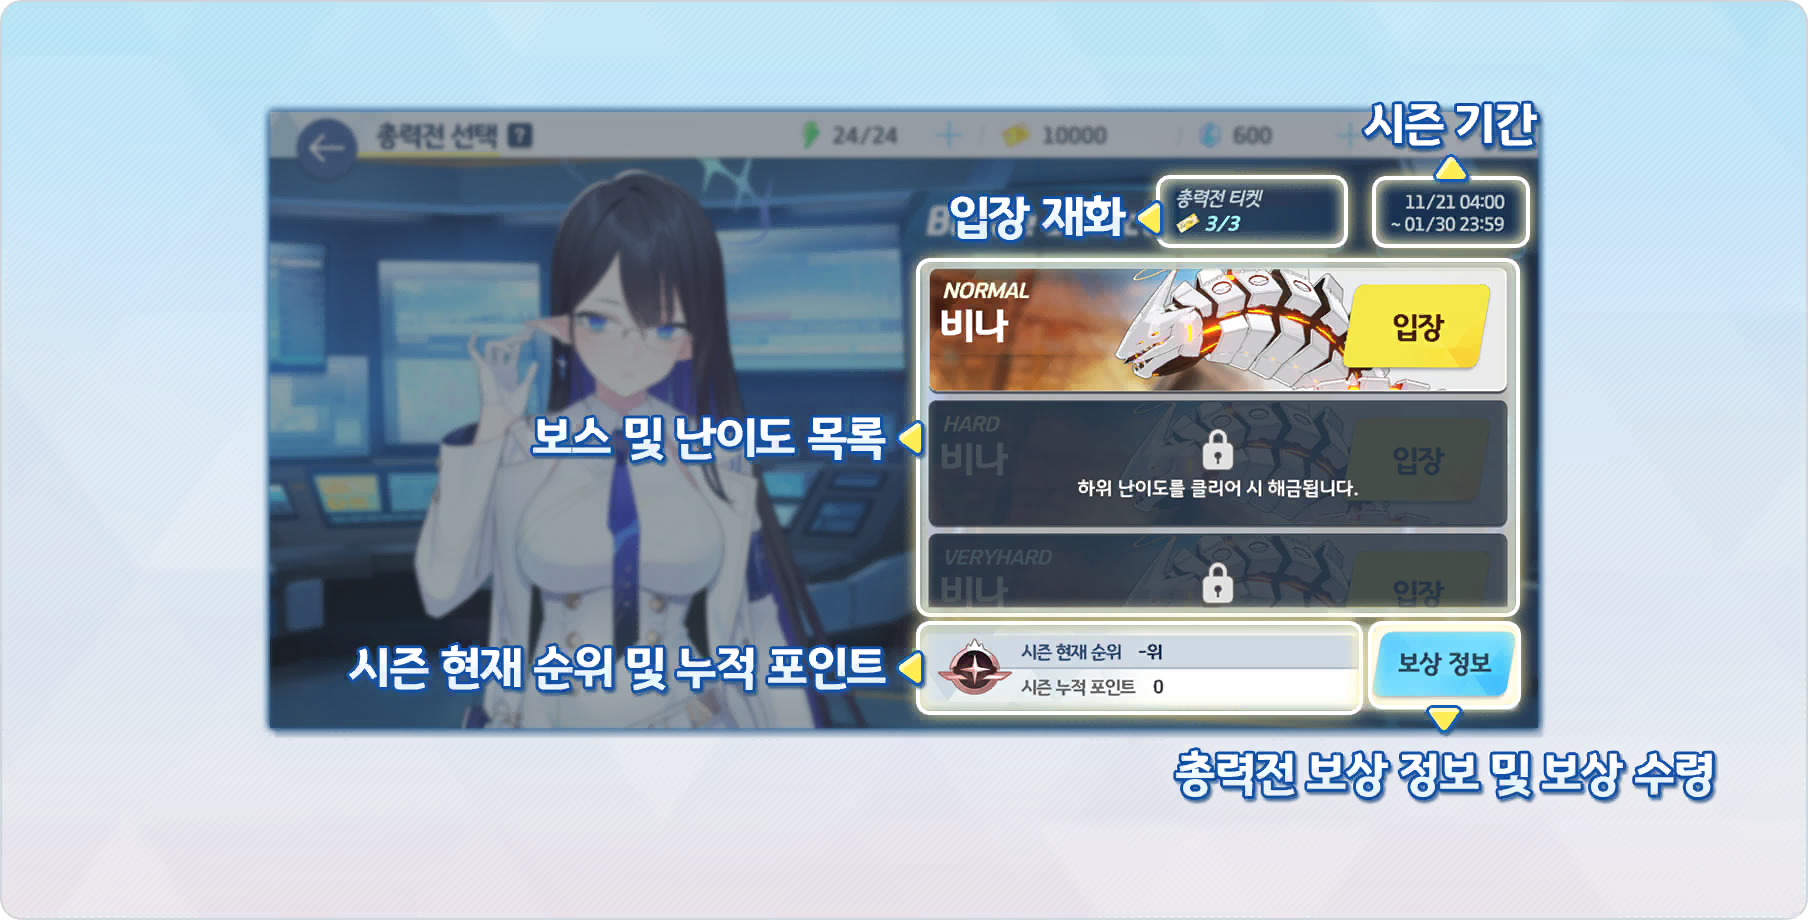 시즌 기간
총력전 선택 ?
24/24
10000
600
입장 재화
총력전 티켓
3/3
11/21 04:00
~ 01/30 23:59
NORMAL
비나
입장
보스 및 난이도 목록
HARD
비나
입장
하위 난이도를 클리어 시 해금됩니다.
VERYHARD
비나
입장
시즌 현재 순위 및 누적 포인트
시즌 현재 순위 -위
시즌 누적 포인트 0
보상 정보
총력전 보상 정보 및 보상 수령